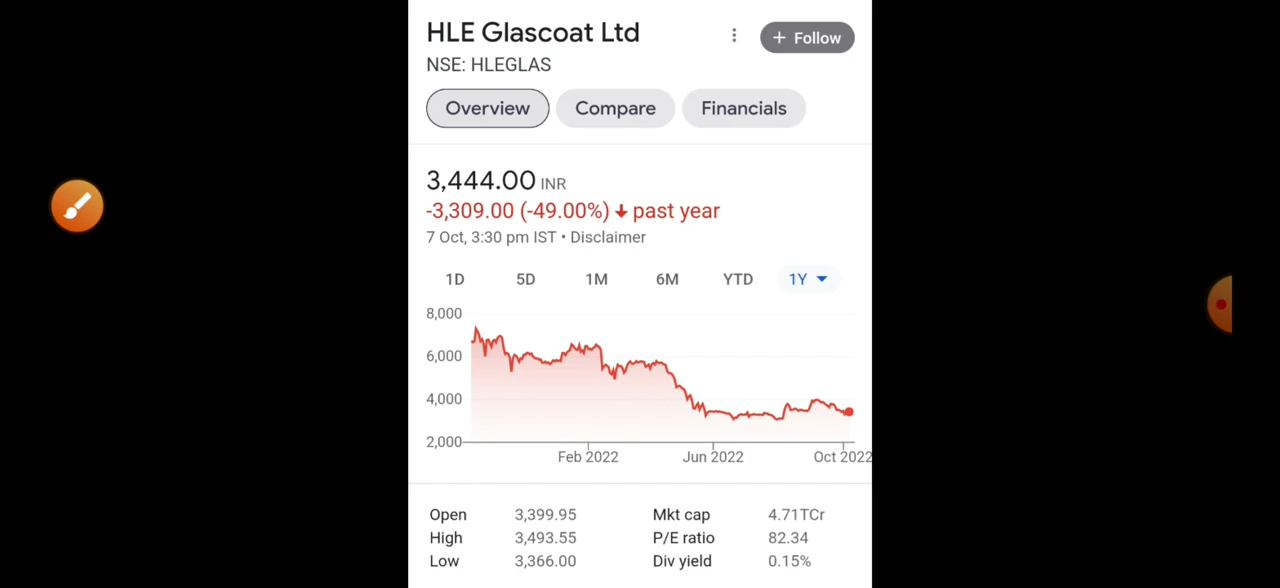 HLE Glascoat Ltd
+ Follow
NSE: HLEGLAS
Overview Compare Financials
3,444.00 INR
-3,309.00 (-49.00%) ↓ past year
7 Oct, 3:30 pm IST • Disclaimer
1D 5D 1M 6M YTD 1Y
8,000
6,000
4,000
2,000
Feb 2022 Jun 2022 Oct 2022
Open 3,399.95 Mkt cap 4.71TCr
High 3,493.55 P/E ratio 82.34
Low 3,366.00 Div yield 0.15%